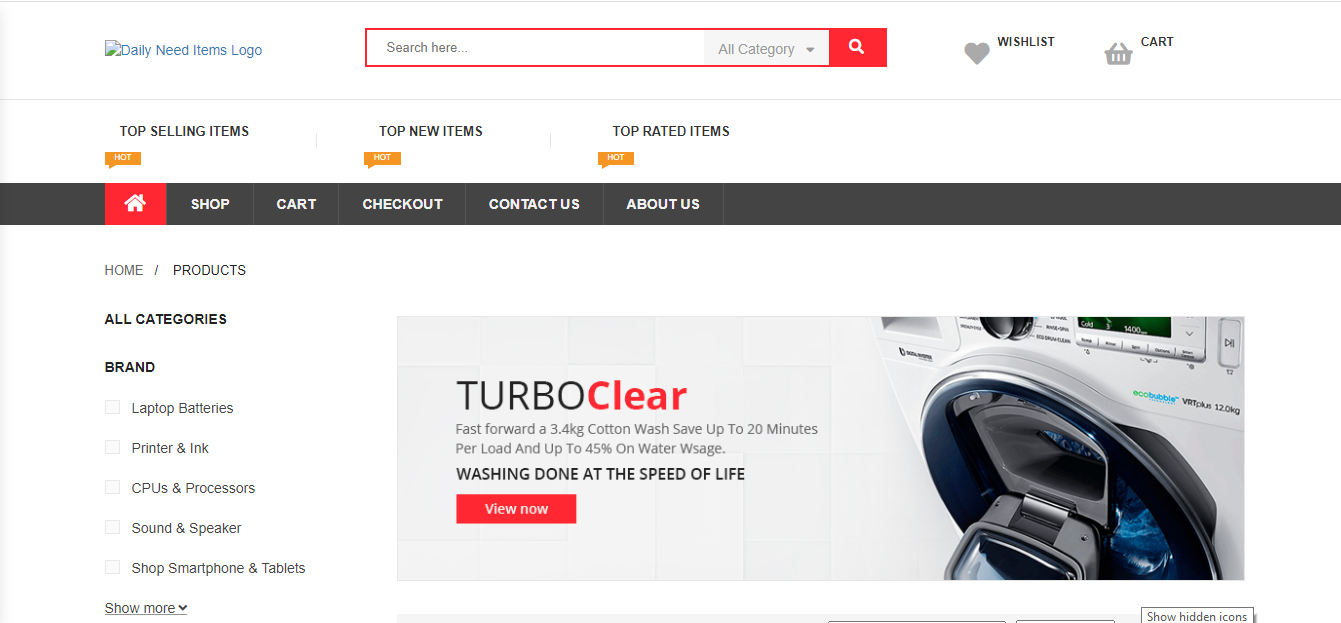 Daily Need Items Logo
Search here...
All Category
WISHLIST
CART
TOP SELLING ITEMS
HOT
TOP NEW ITEMS
HOT
TOP RATED ITEMS
HOT
SHOP
CART
CHECKOUT
CONTACT US
ABOUT US
HOME / PRODUCTS
ALL CATEGORIES
BRAND
Laptop Batteries
Printer & Ink
CPUs & Processors
Sound & Speaker
Shop Smartphone & Tablets
Show more
TURBOClear
Fast forward a 3.4kg Cotton Wash Save Up To 20 Minutes
Per Load And Up To 45% On Water Wsage.
WASHING DONE AT THE SPEED OF LIFE
View now
Cold 3 1400
ecobubble
VRTplus 12.0kg
Show hidden icons